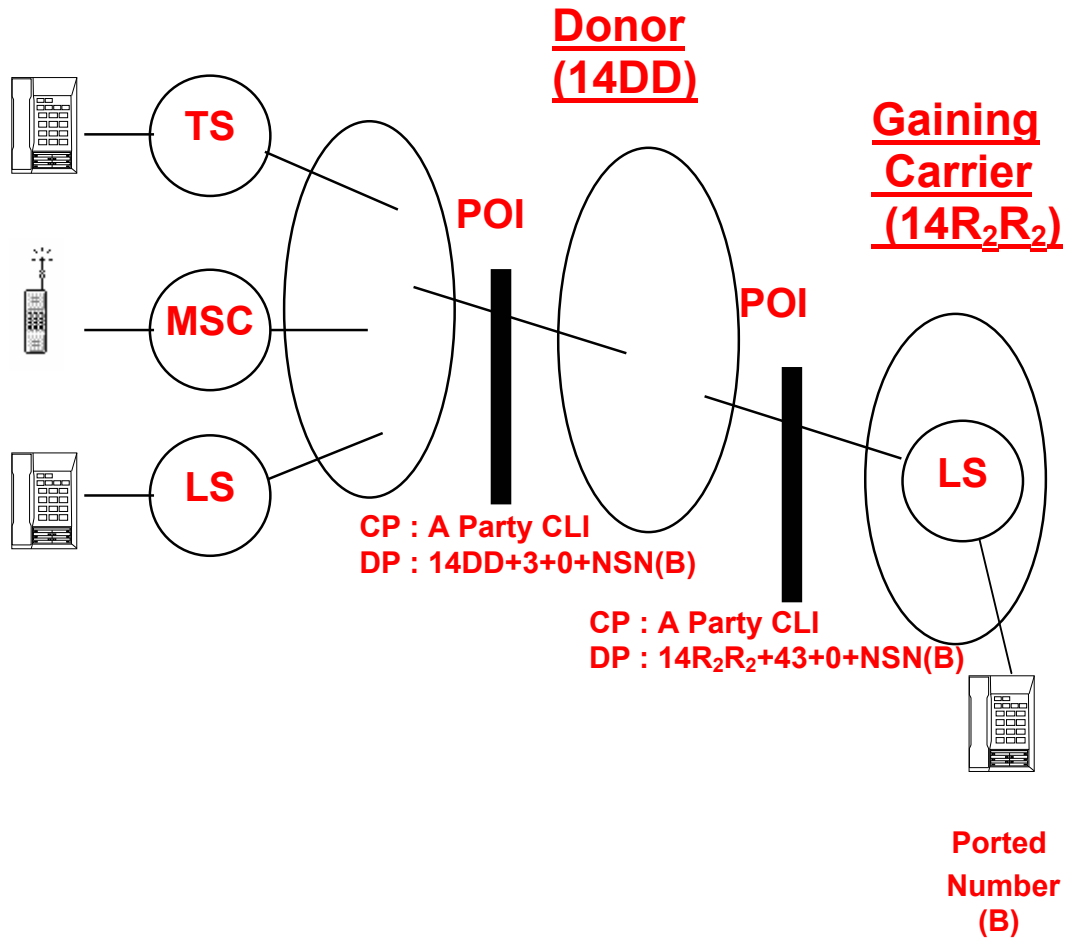 Donor
(14DD)
Gaining
Carrier
(14R₂R₂)
TS
POI
MSC
POI
LS
LS
CP : A Party CLI
DP : 14DD+3+0+NSN(B)
CP : A Party CLI
DP : 14R₂R₂+43+0+NSN(B)
Ported
Number
(B)